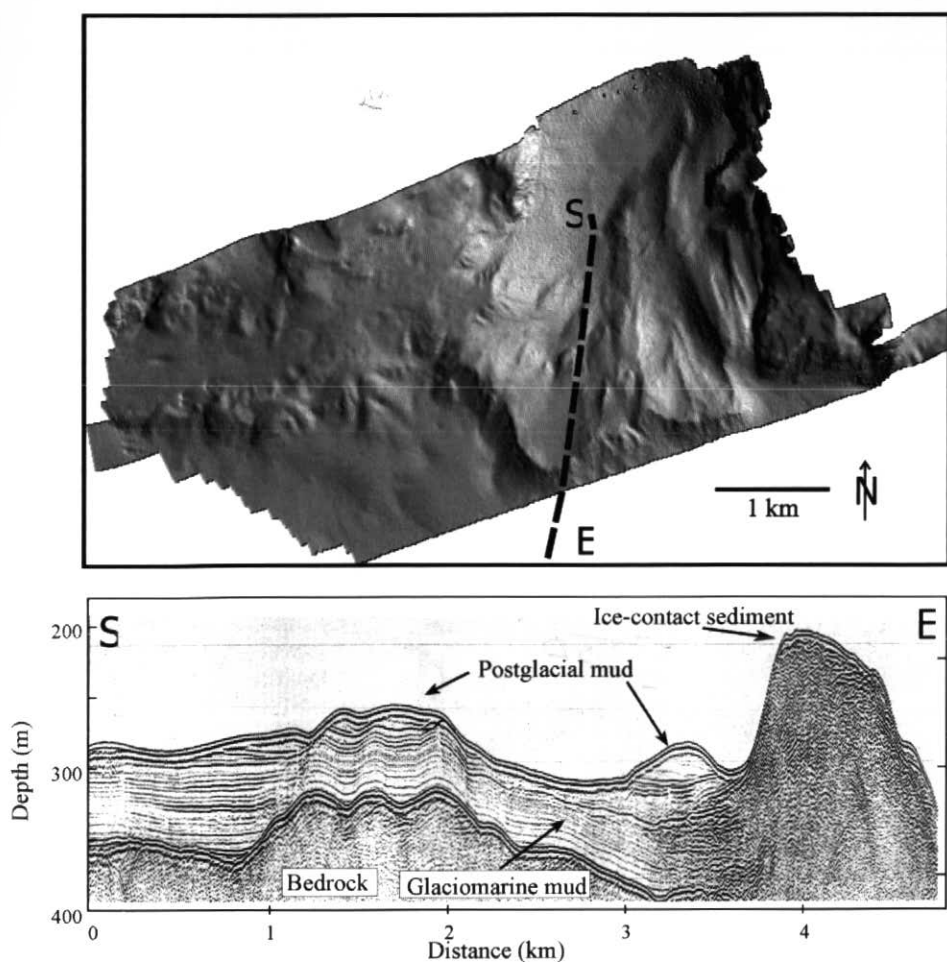 S
E
1 km
N
S
E
Ice-contact sediment
Postglacial mud
200
300
400
Depth (m)
Bedrock
Glaciomarine mud
0
1
2
3
4
Distance (km)